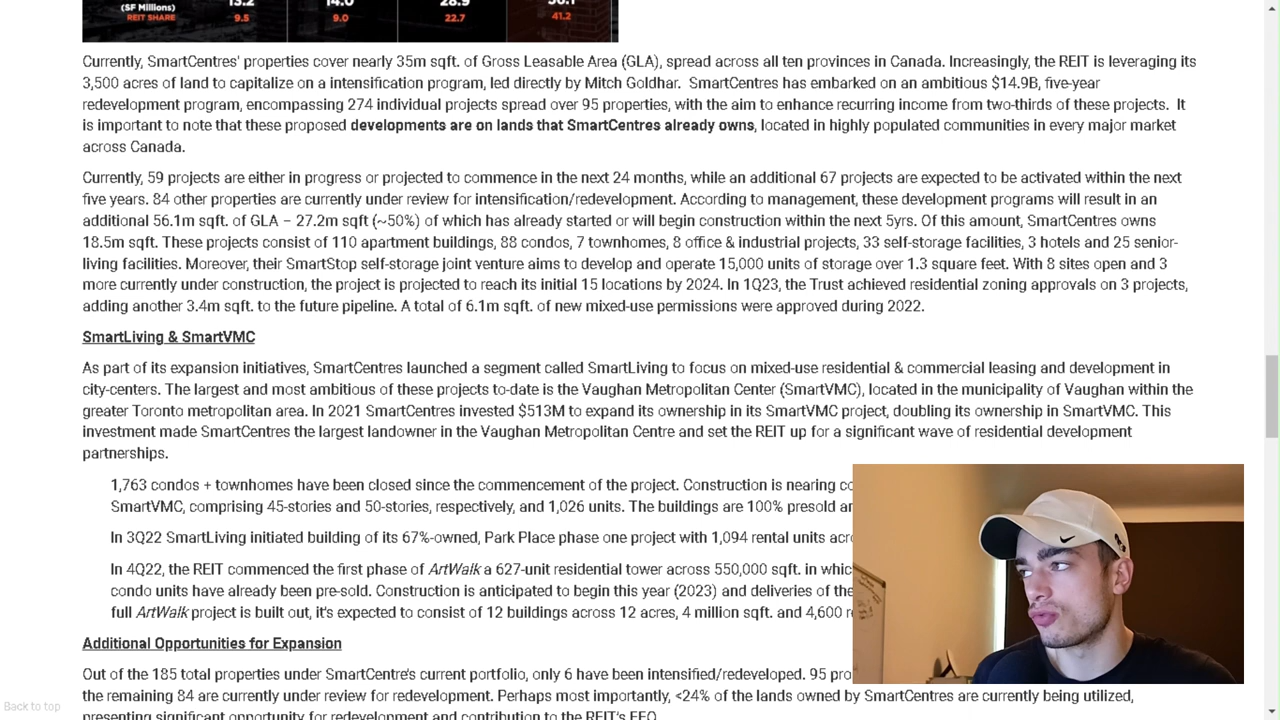 13.2 14.0 28.9 56.1
(SF Millions)
REIT SHARE 9.5 9.0 22.7 41.2
Currently, SmartCentres' properties cover nearly 35m sqft. of Gross Leasable Area (GLA), spread across all ten provinces in Canada. Increasingly, the REIT is leveraging its
3,500 acres of land to capitalize on a intensification program, led directly by Mitch Goldhar. SmartCentres has embarked on an ambitious $14.9B, five-year
redevelopment program, encompassing 274 individual projects spread over 95 properties, with the aim to enhance recurring income from two-thirds of these projects. It
is important to note that these proposed developments are on lands that SmartCentres already owns, located in highly populated communities in every major market
across Canada.
Currently, 59 projects are either in progress or projected to commence in the next 24 months, while an additional 67 projects are expected to be activated within the next
five years. 84 other properties are currently under review for intensification/redevelopment. According to management, these development programs will result in an
additional 56.1m sqft. of GLA – 27.2m sqft (~50%) of which has already started or will begin construction within the next 5yrs. Of this amount, SmartCentres owns
18.5m sqft. These projects consist of 110 apartment buildings, 88 condos, 7 townhomes, 8 office & industrial projects, 33 self-storage facilities, 3 hotels and 25 senior-
living facilities. Moreover, their SmartStop self-storage joint venture aims to develop and operate 15,000 units of storage over 1.3 square feet. With 8 sites open and 3
more currently under construction, the project is projected to reach its initial 15 locations by 2024. In 1Q23, the Trust achieved residential zoning approvals on 3 projects,
adding another 3.4m sqft. to the future pipeline. A total of 6.1m sqft. of new mixed-use permissions were approved during 2022.
SmartLiving & SmartVMC
As part of its expansion initiatives, SmartCentres launched a segment called SmartLiving to focus on mixed-use residential & commercial leasing and development in
city-centers. The largest and most ambitious of these projects to-date is the Vaughan Metropolitan Center (SmartVMC), located in the municipality of Vaughan within the
greater Toronto metropolitan area. In 2021 SmartCentres invested $513M to expand its ownership in its SmartVMC project, doubling its ownership in SmartVMC. This
investment made SmartCentres the largest landowner in the Vaughan Metropolitan Centre and set the REIT up for a significant wave of residential development
partnerships.
1,763 condos + townhomes have been closed since the commencement of the project. Construction is nearing
SmartVMC, comprising 45-stories and 50-stories, respectively, and 1,026 units. The buildings are 100% presold
In 3Q22 SmartLiving initiated building of its 67%-owned, Park Place phase one project with 1,094 rental units
In 4Q22, the REIT commenced the first phase of ArtWalk a 627-unit residential tower across 550,000 sqft. in
condo units have already been pre-sold. Construction is anticipated to begin this year (2023) and deliveries of the
full ArtWalk project is built out, it's expected to consist of 12 buildings across 12 acres, 4 million sqft. and 4,600
Additional Opportunities for Expansion
Out of the 185 total properties under SmartCentre's current portfolio, only 6 have been intensified/redeveloped. 95
the remaining 84 are currently under review for redevelopment. Perhaps most importantly, <24% of the lands owned by SmartCentres are currently being utilized,
presenting significant opportunity for redevelopment and contribution to the REIT's FFO.
Back to top